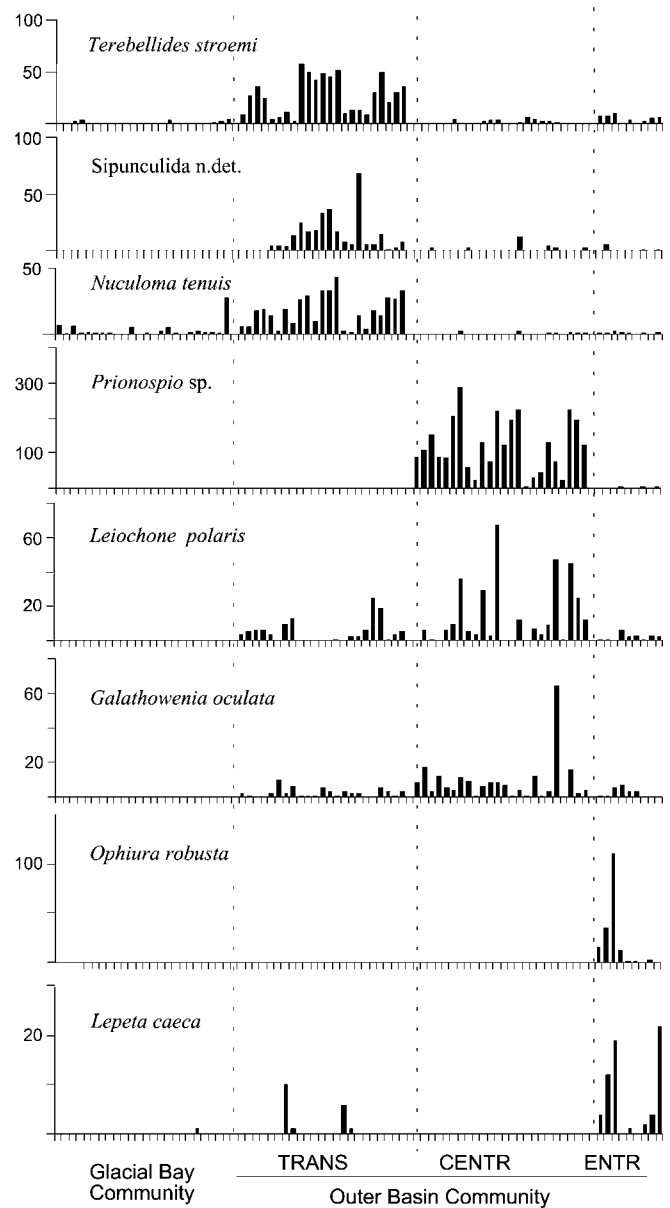 100
50
Terebellides stroemi
100
50
Sipunculida n.det.
50
Nuculoma tenuis
300
100
Prionospio sp.
60
20
Leiochone polaris
60
20
Galathowenia oculata
100
Ophiura robusta
20
Lepeta caeca
Glacial Bay
Community
TRANS
CENTR
ENTR
Outer Basin Community